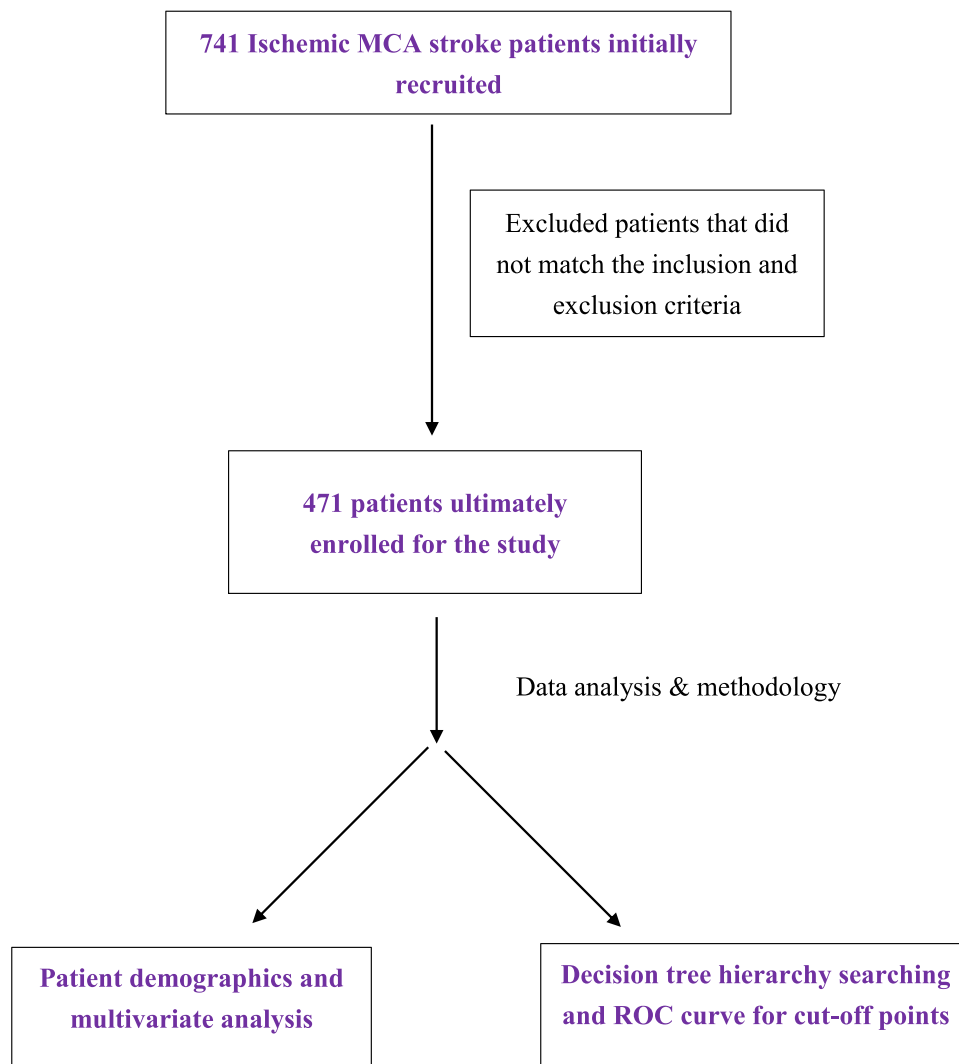 741 Ischemic MCA stroke patients initially
recruited
Excluded patients that did
not match the inclusion and
exclusion criteria
471 patients ultimately
enrolled for the study
Data analysis & methodology
Patient demographics and
multivariate analysis
Decision tree hierarchy searching
and ROC curve for cut-off points